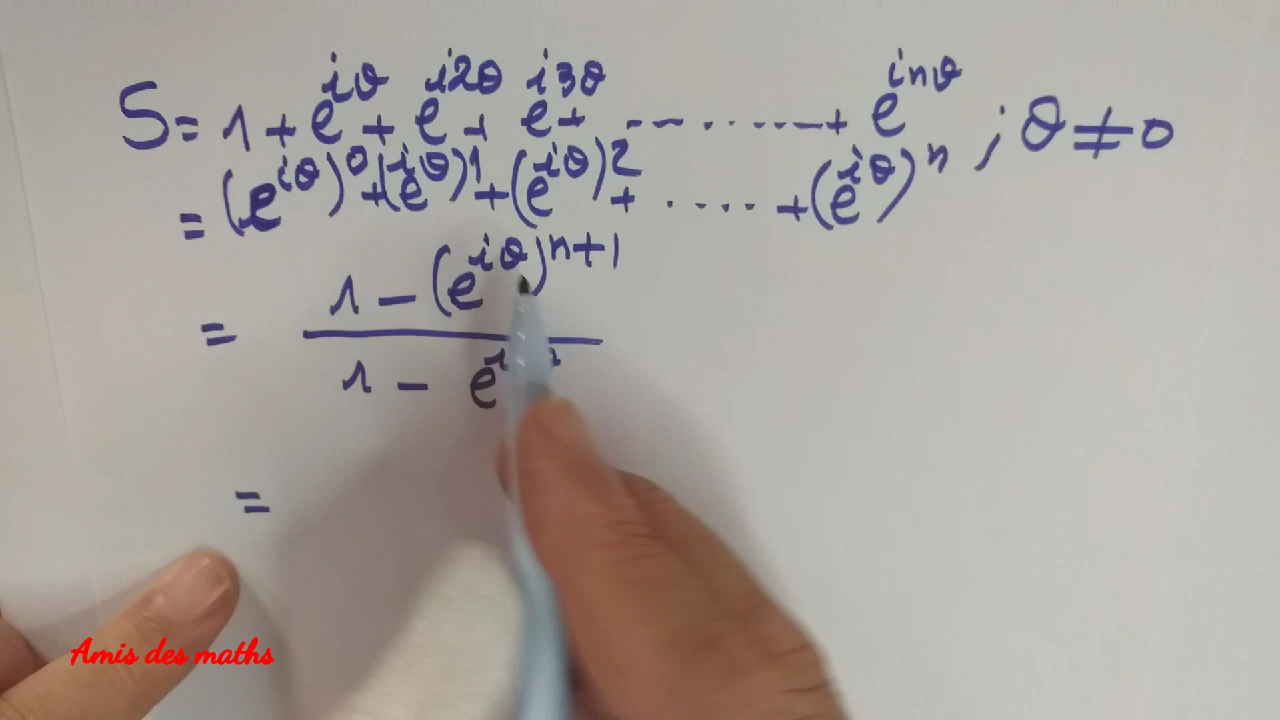 S = 1 + e^{iθ} + e^{i2θ} + e^{i3θ} + ........ + e^{inθ} ; θ ≠ 0
= (e^{iθ})^0 + (e^{iθ})^1 + (e^{iθ})^2 + ..... + (e^{iθ})^n
1 - (e^{iθ})^{n+1}
=
1 - e^{i
=
Amis des maths